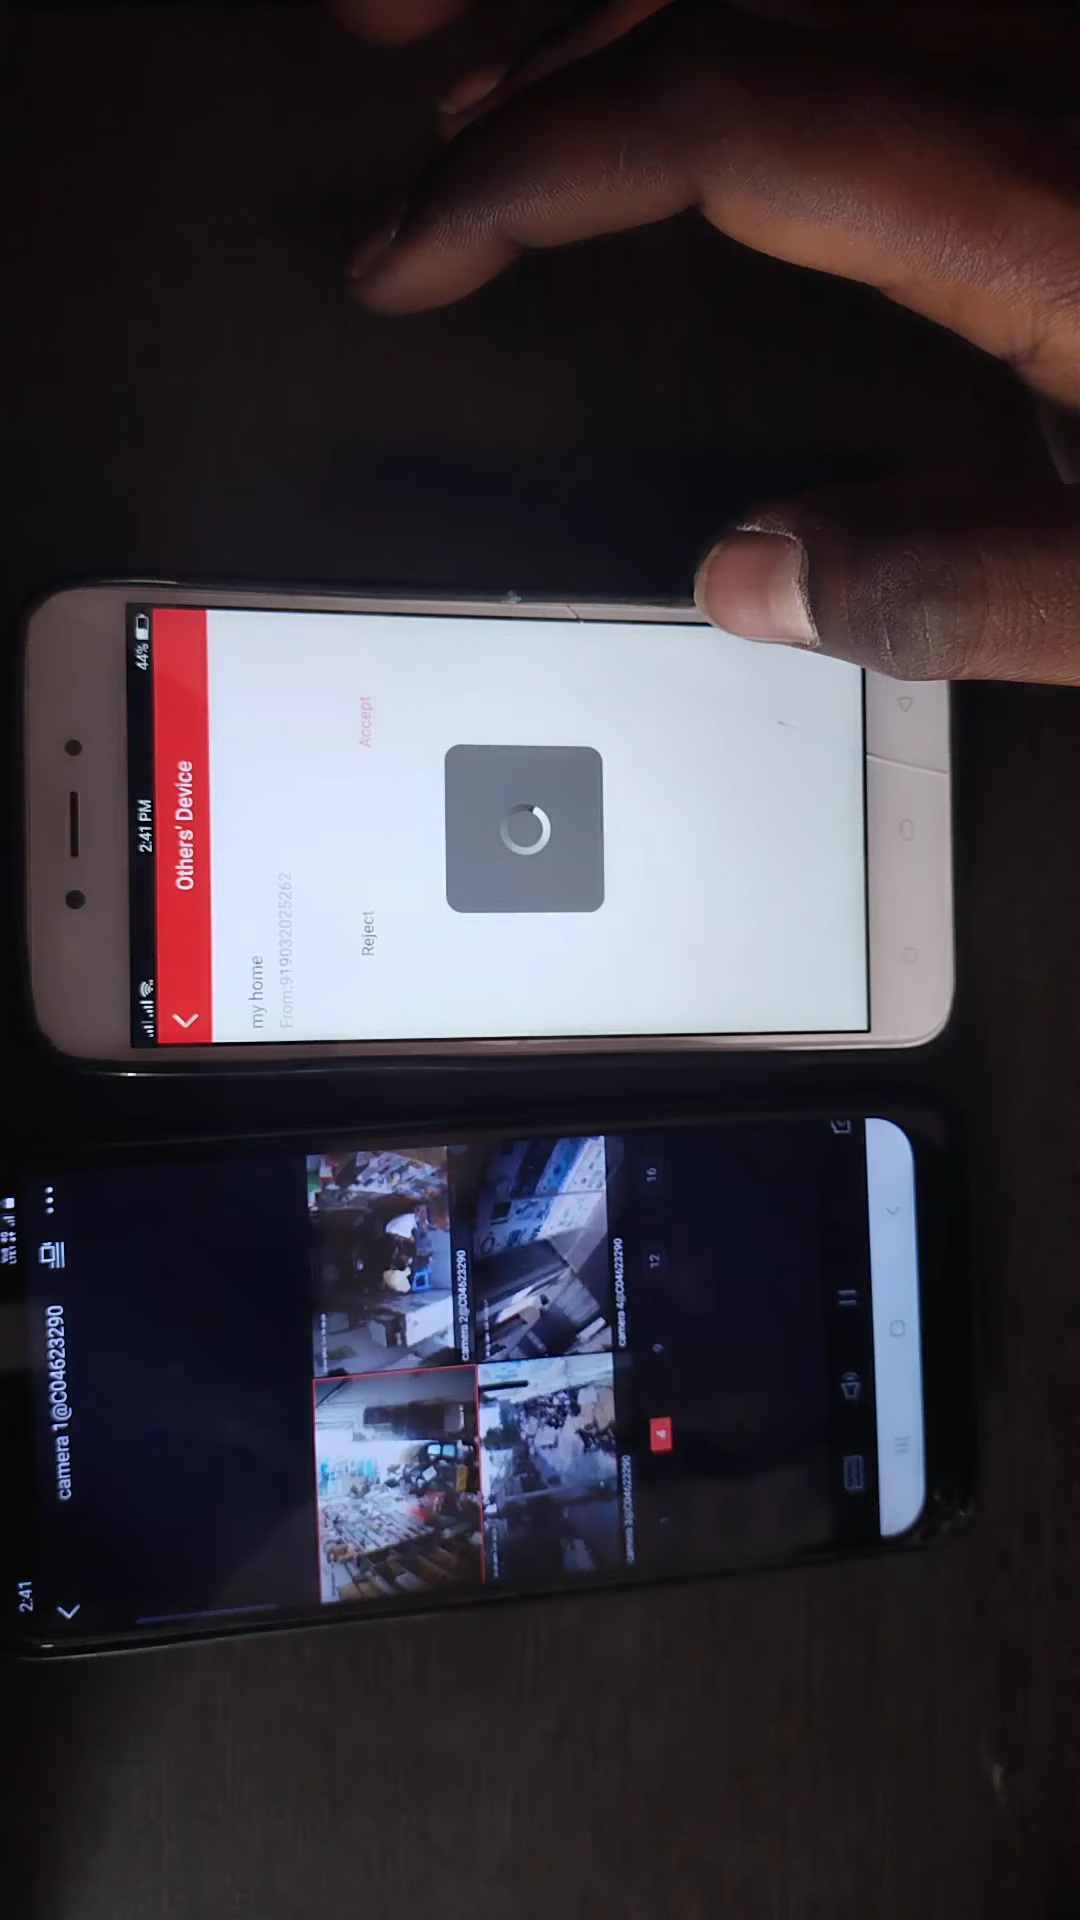 2:41 PM
44%
Others' Device
my home
From:919032025262
Reject
Accept
2:41
camera 1@C04623290
camera 2@C04623290
camera 3@C04623290
camera 4@C04623290
1
4
9
12
16